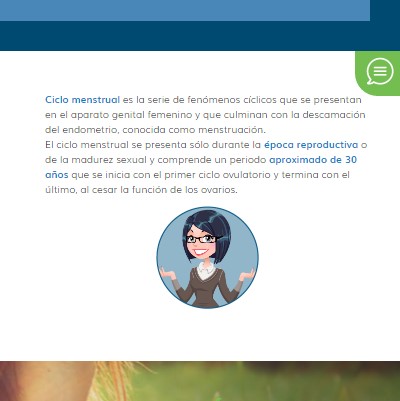 Ciclo menstrual es la serie de fenómenos cíclicos que se presentan
en el aparato genital femenino y que culminan con la descamación
del endometrio, conocida como menstruación.
El ciclo menstrual se presenta sólo durante la época reproductiva o
de la madurez sexual y comprende un periodo aproximado de 30
años que se inicia con el primer ciclo ovulatorio y termina con el
último, al cesar la función de los ovarios.